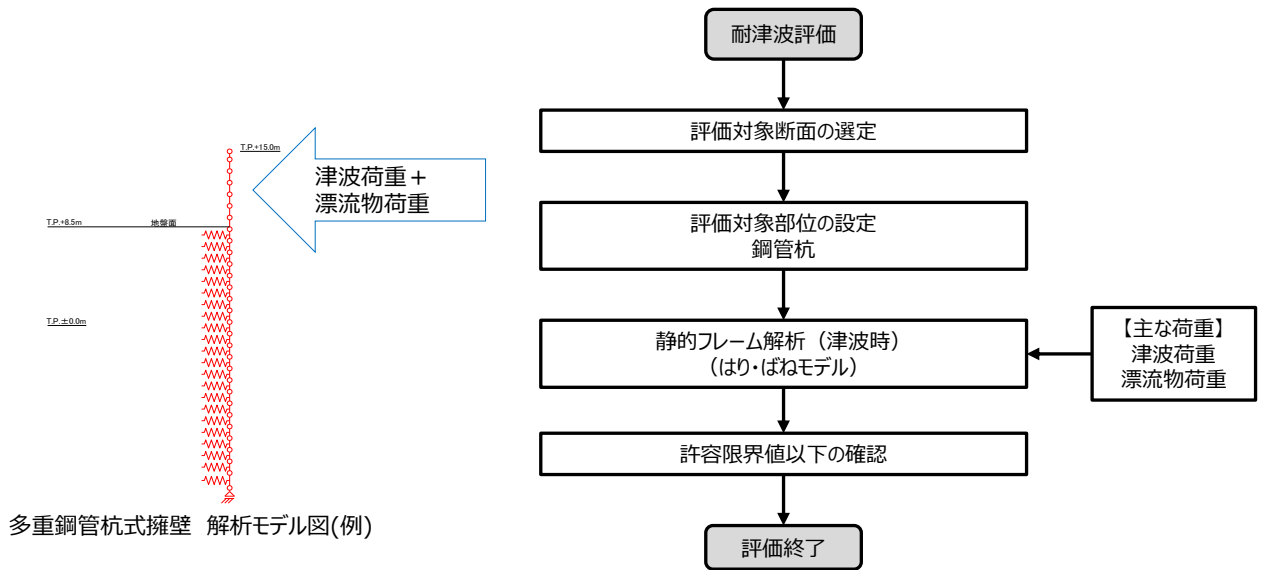 T.P.+15.0m
津波荷重+
漂流物荷重
T.P.+8.5m 地盤面
T.P.±0.0m
多重鋼管杭式擁壁 解析モデル図(例)
耐津波評価
評価対象断面の選定
評価対象部位の設定
鋼管杭
静的フレーム解析(津波時)
(はり・ばねモデル)
【主な荷重】
津波荷重
漂流物荷重
許容限界値以下の確認
評価終了